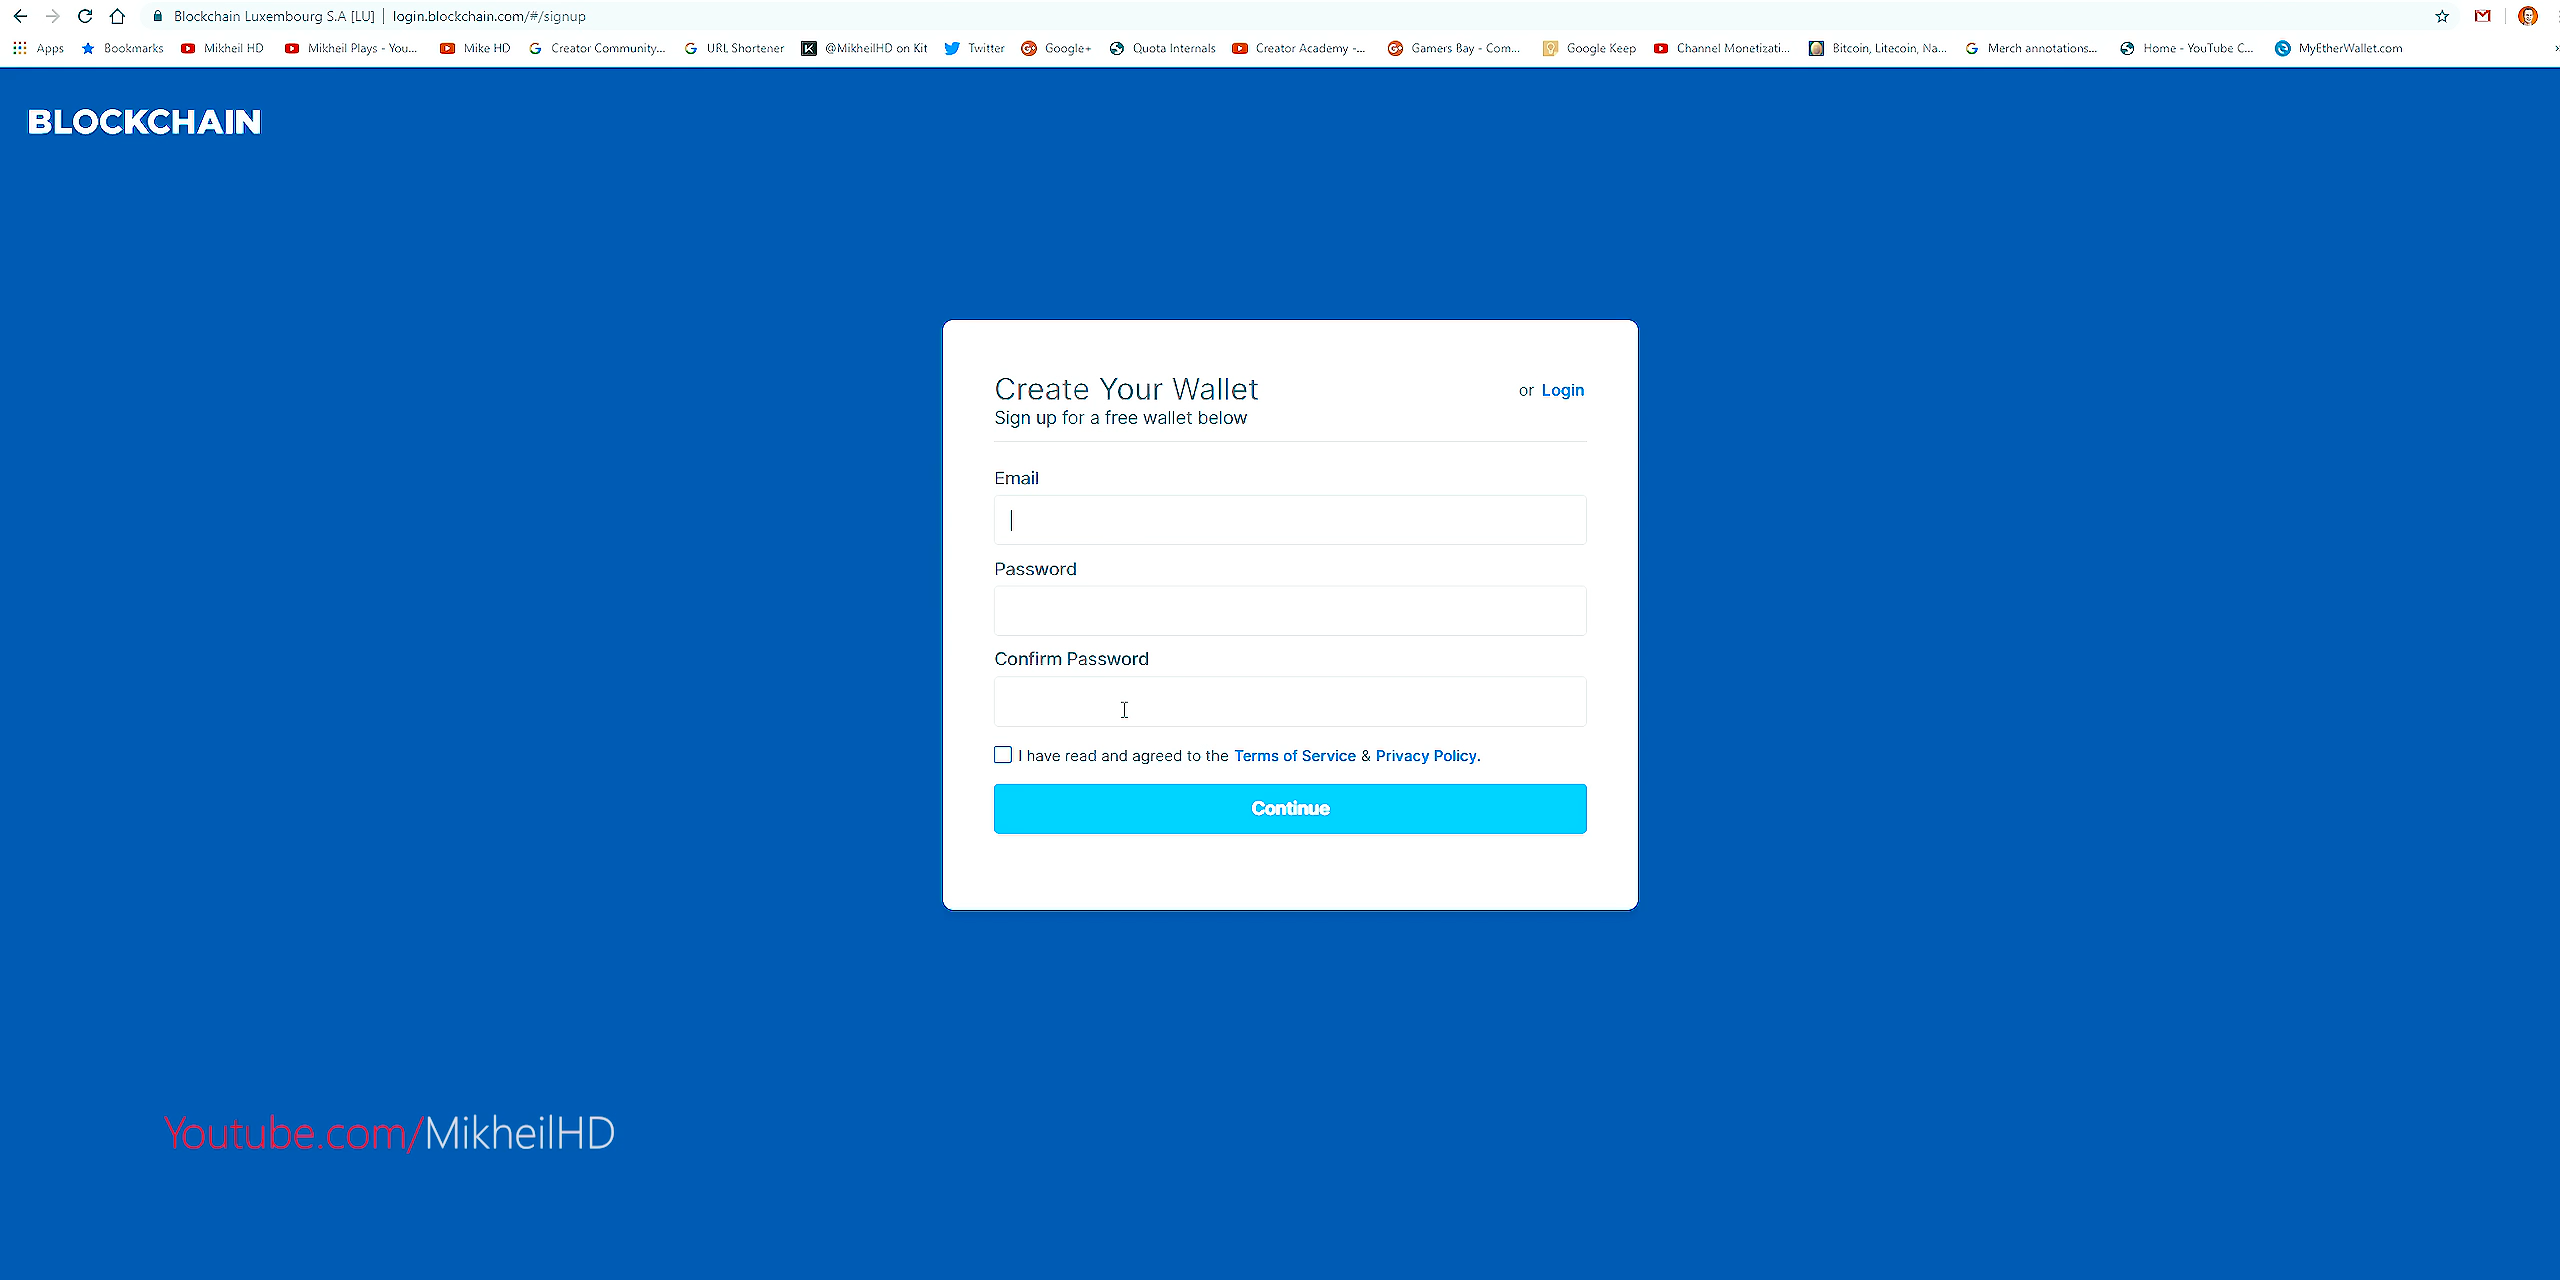 Blockchain Luxembourg S.A [LU] | login.blockchain.com/#/signup
Apps Bookmarks Mikheil HD Mikheil Plays - You... Mike HD Creator Community... URL Shortener @MikheilHD on Kit Twitter Google+ Quota Internals Creator Academy -... Gamers Bay - Com... Google Keep Channel Monetizati... Bitcoin, Litecoin, Na... Merch annotations... Home - YouTube C... MyEtherWallet.com »
BLOCKCHAIN
Create Your Wallet or Login
Sign up for a free wallet below
Email
Password
Confirm Password
I have read and agreed to the Terms of Service & Privacy Policy.
Continue
Youtube.com/MikheilHD